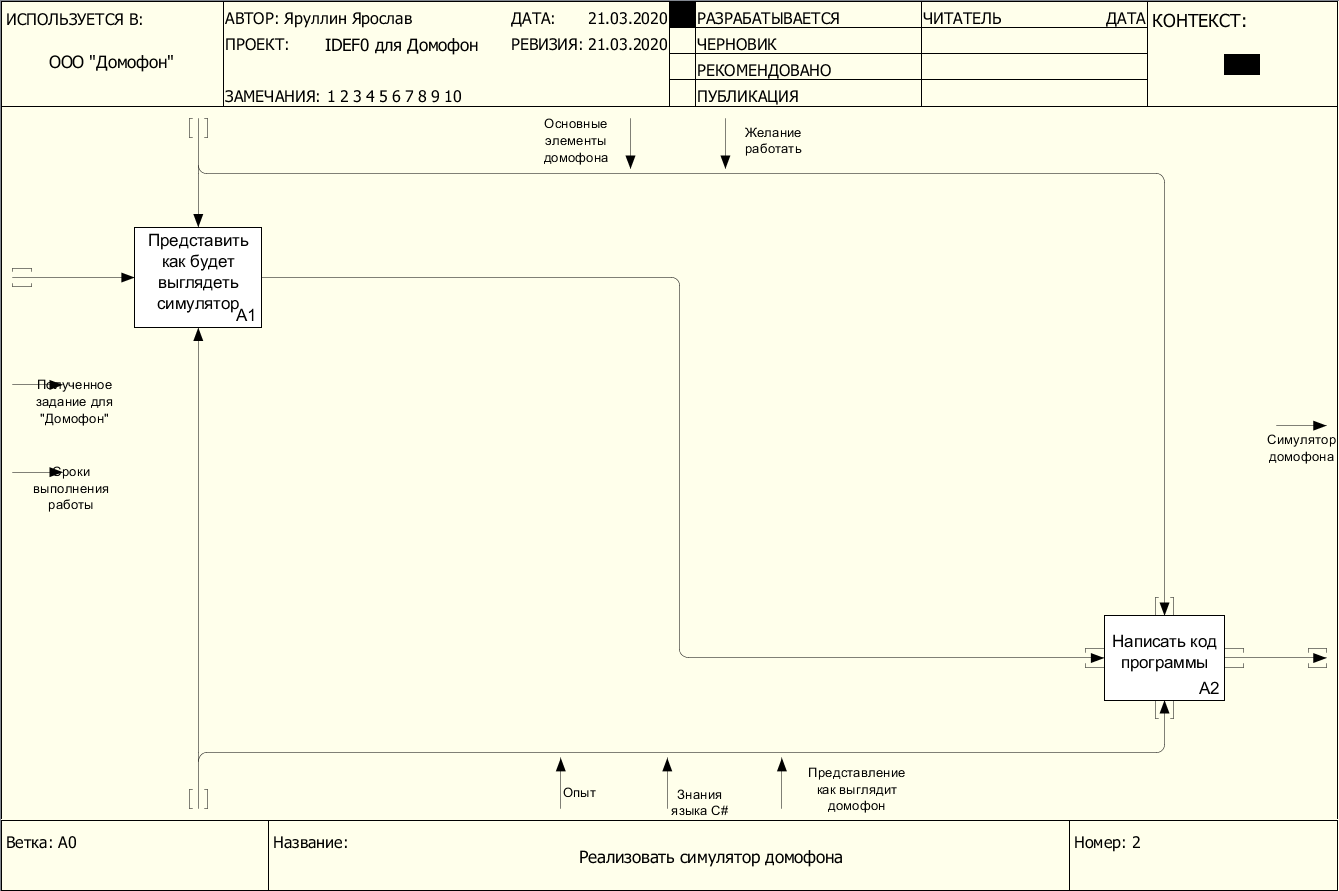 ИСПОЛЬЗУЕТСЯ В:
ООО "Домофон"
АВТОР: Яруллин Ярослав
ДАТА: 21.03.2020
ПРОЕКТ: IDEF0 для Домофон
РЕВИЗИЯ: 21.03.2020
ЗАМЕЧАНИЯ: 1 2 3 4 5 6 7 8 9 10
РАЗРАБАТЫВАЕТСЯ
ЧЕРНОВИК
РЕКОМЕНДОВАНО
ПУБЛИКАЦИЯ
ЧИТАТЕЛЬ ДАТА
КОНТЕКСТ:
Основные
элементы
домофона
Желание
работать
Представить
как будет
выглядеть
симулятор
A1
Полученное
задание для
"Домофон"
Сроки
выполнения
работы
Симулятор
домофона
Написать код
программы
A2
Опыт
Знания
языка C#
Представление
как выглядит
домофон
Ветка: A0
Название:
Реализовать симулятор домофона
Номер: 2